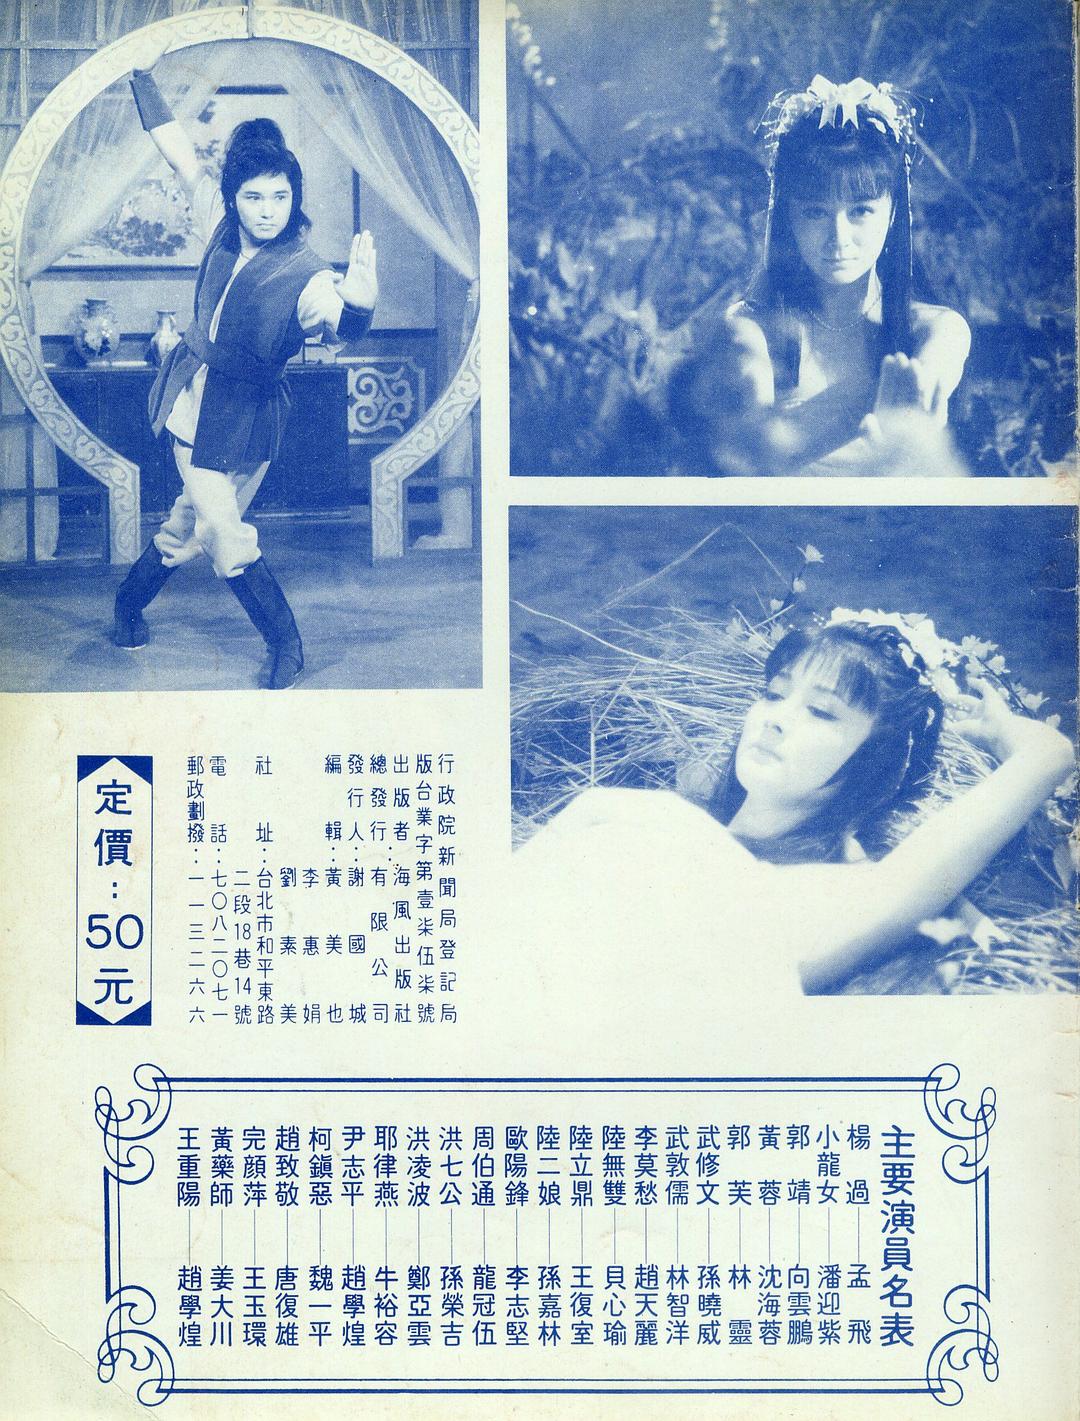 行政院新聞局登記局
版台業字第壹柒伍柒號
出版者：海風出版社
總發行：有限公司
發行人：謝國城
編輯：黃美也
李惠娟
劉素美
社址：台北市和平東路
二段18巷14號
電話：七〇八二〇七一
郵政劃撥：一一三二六六
定價：50元
主要演員名表
楊過——孟飛
小龍女——潘迎紫
郭靖——向雲鵬
黃蓉——沈海蓉
郭芙——林靈
武修文——孫曉威
武敦儒——林智洋
李莫愁——趙天麗
陸無雙——貝心瑜
陸立鼎——王復室
陸二娘——孫嘉林
歐陽鋒——李志堅
周伯通——龍冠伍
洪七公——孫榮吉
洪凌波——鄭亞雲
耶律燕——牛裕容
尹志平——趙學煌
柯鎮惡——魏一平
趙致敬——唐復雄
完顏萍——王玉環
黃藥師——姜大川
王重陽——趙學煌